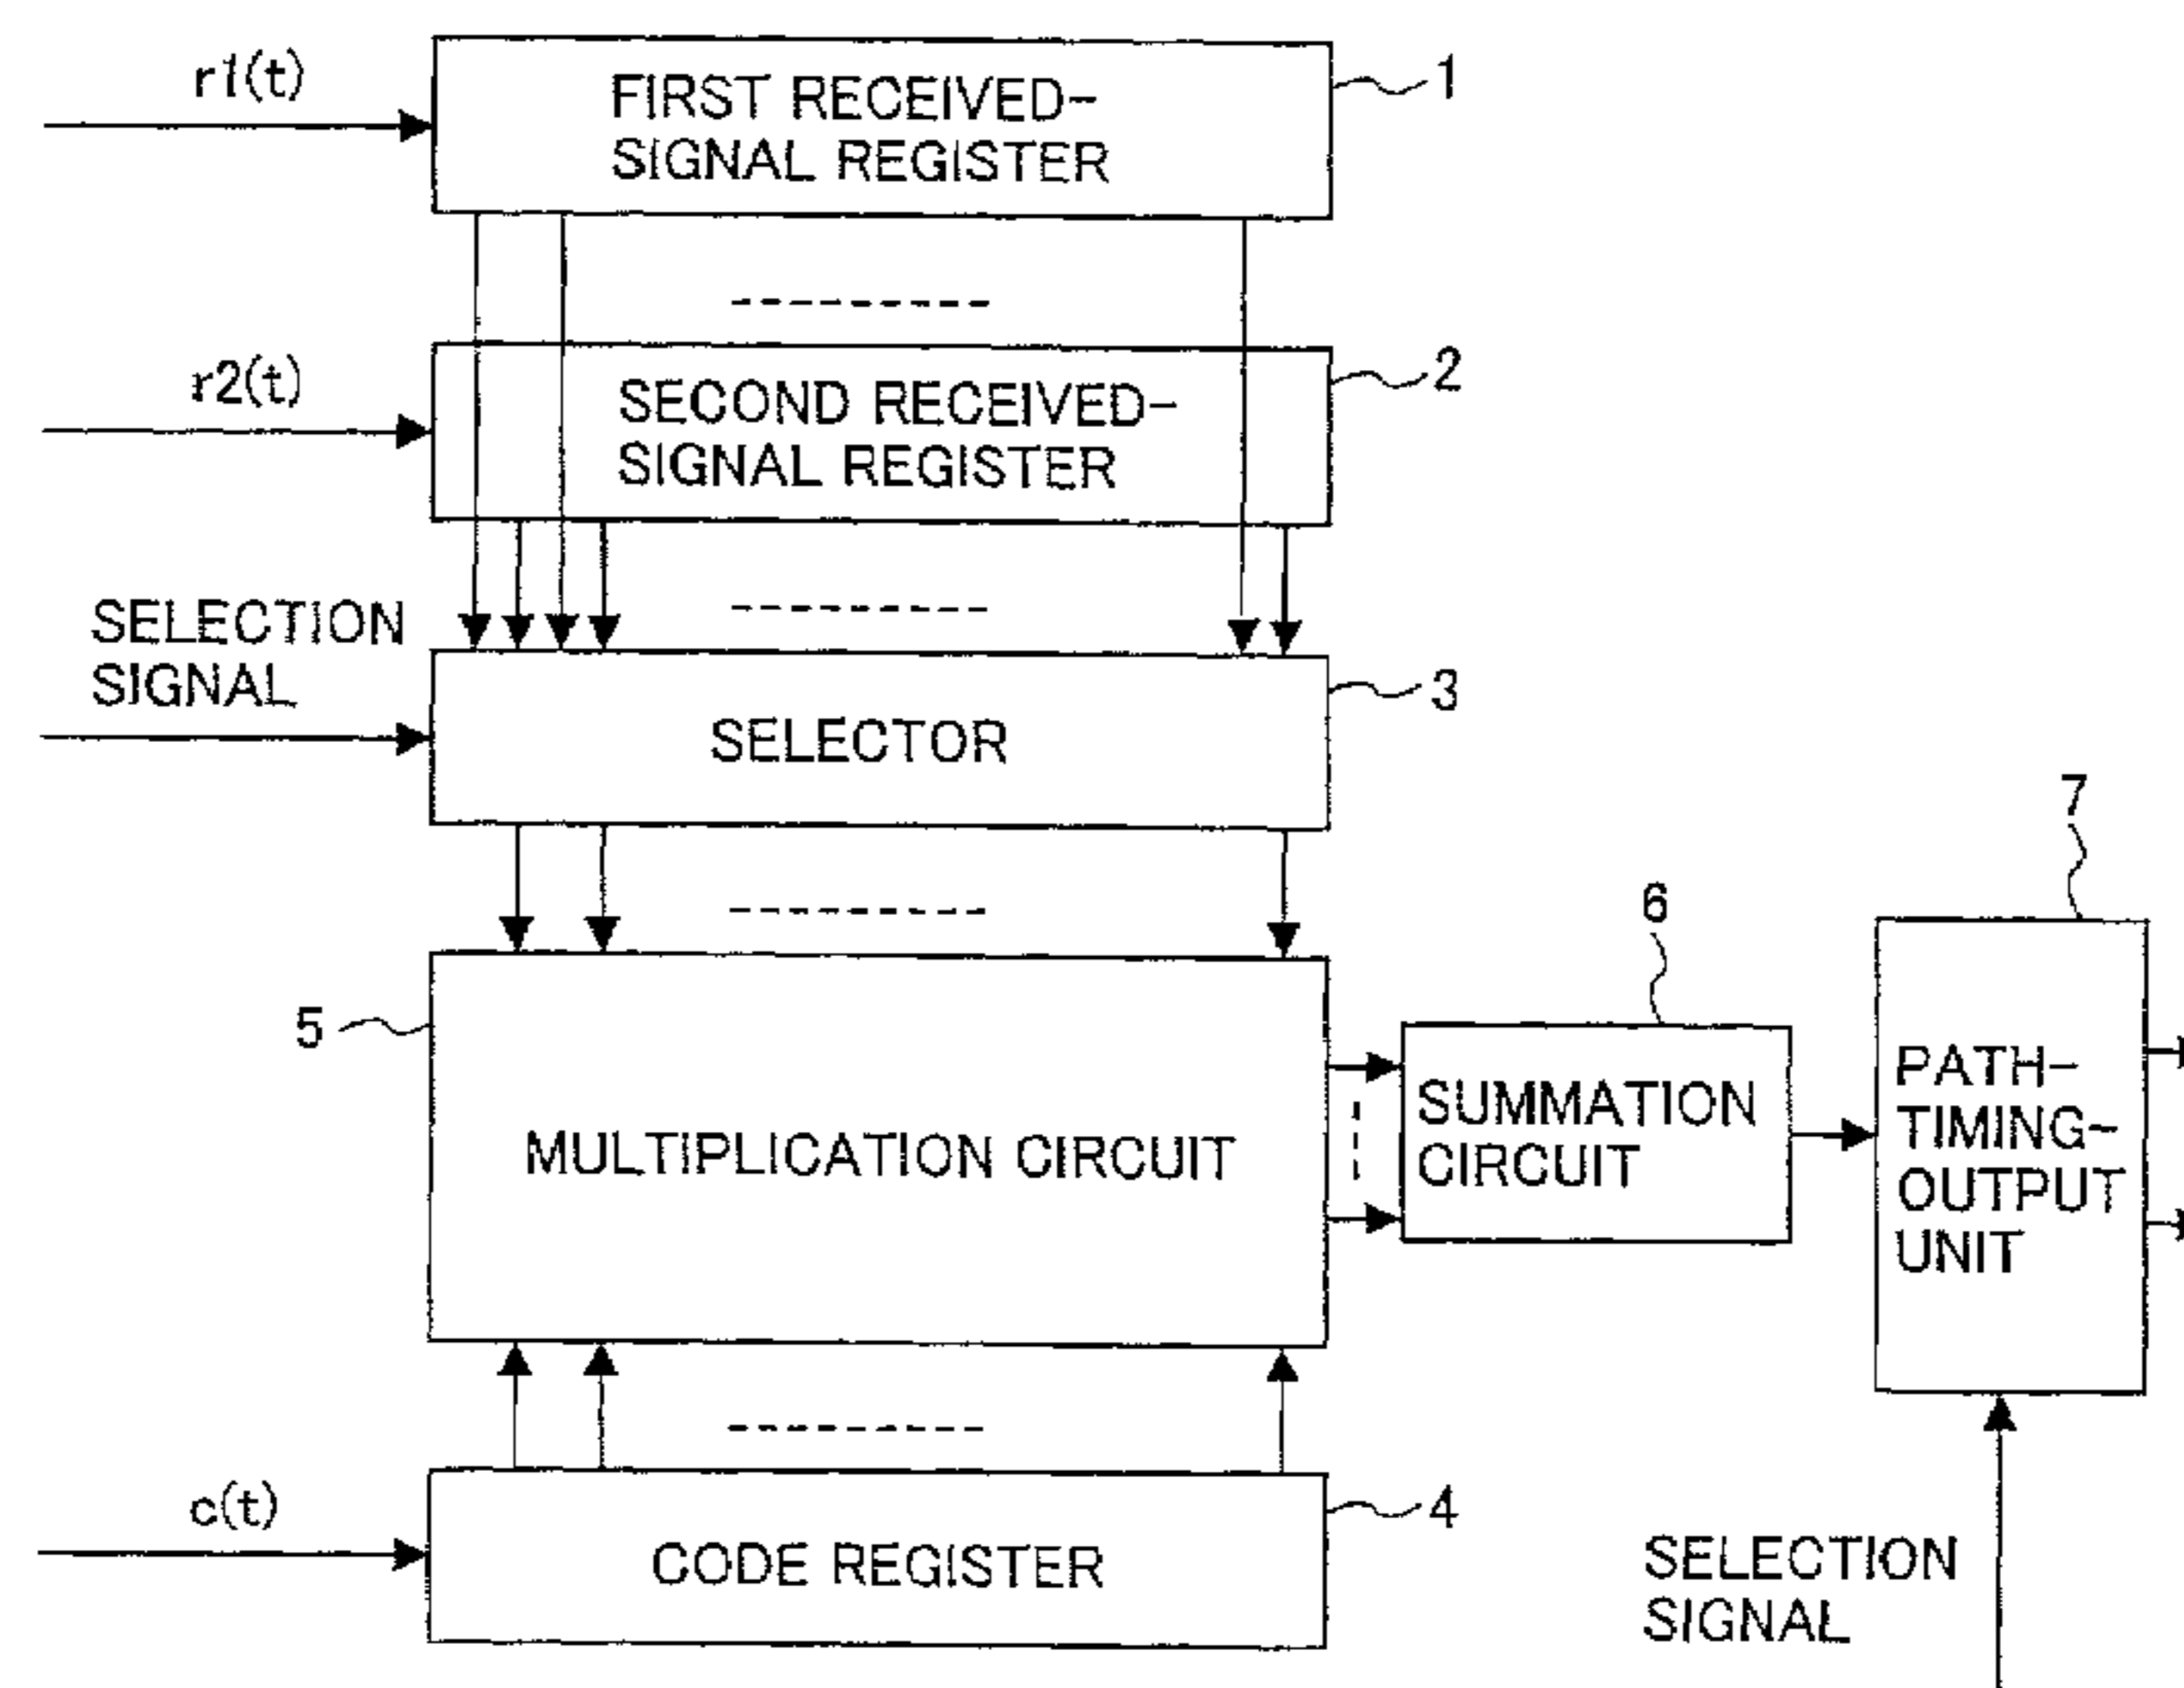 r1(t)
FIRST RECEIVED-
SIGNAL REGISTER
1
r2(t)
SECOND RECEIVED-
SIGNAL REGISTER
2
SELECTION
SIGNAL
SELECTOR
3
5
MULTIPLICATION CIRCUIT
6
SUMMATION
CIRCUIT
7
PATH-
TIMING-
OUTPUT
UNIT
c(t)
CODE REGISTER
4
SELECTION
SIGNAL